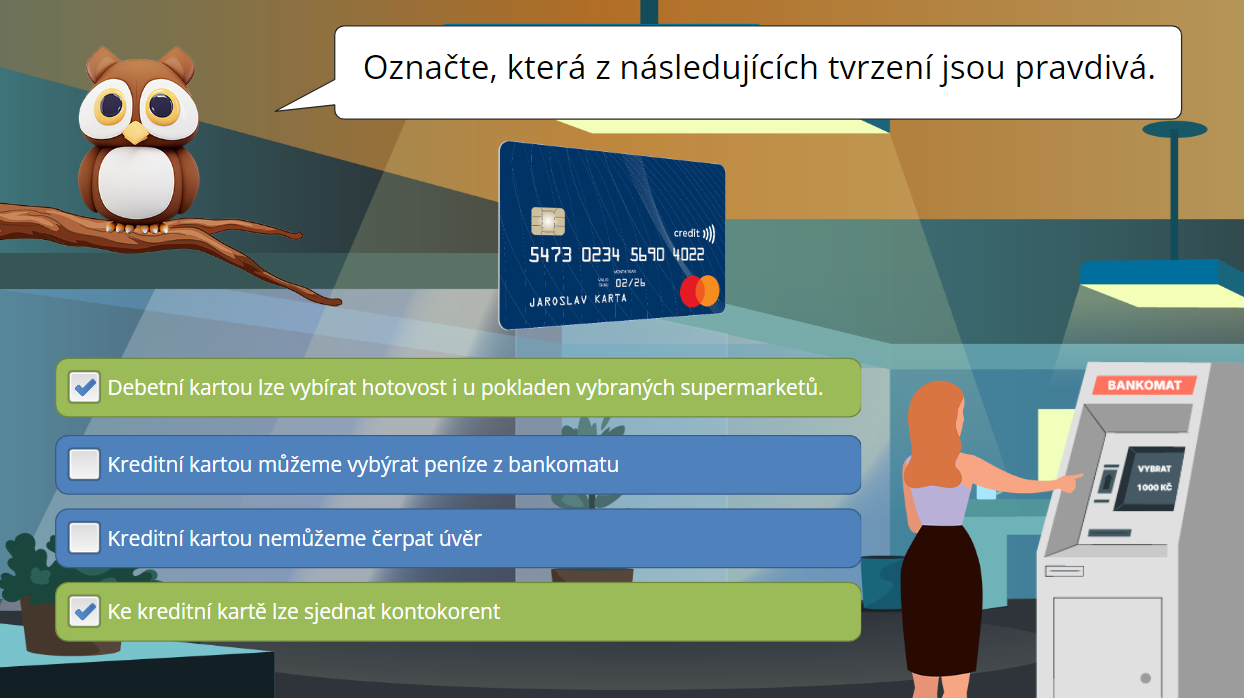 Označte, která z následujících tvrzení jsou pravdivá.
credit
5473 0234 5690 4022
MONTH/YEAR
VALID
THRU
02/26
JAROSLAV KARTA
Debetní kartou lze vybírat hotovost i u pokladen vybraných supermarketů.
BANKOMAT
Kreditní kartou můžeme vybýrat peníze z bankomatu
VYBRAT
1000 KČ
Kreditní kartou nemůžeme čerpat úvěr
Ke kreditní kartě lze sjednat kontokorent